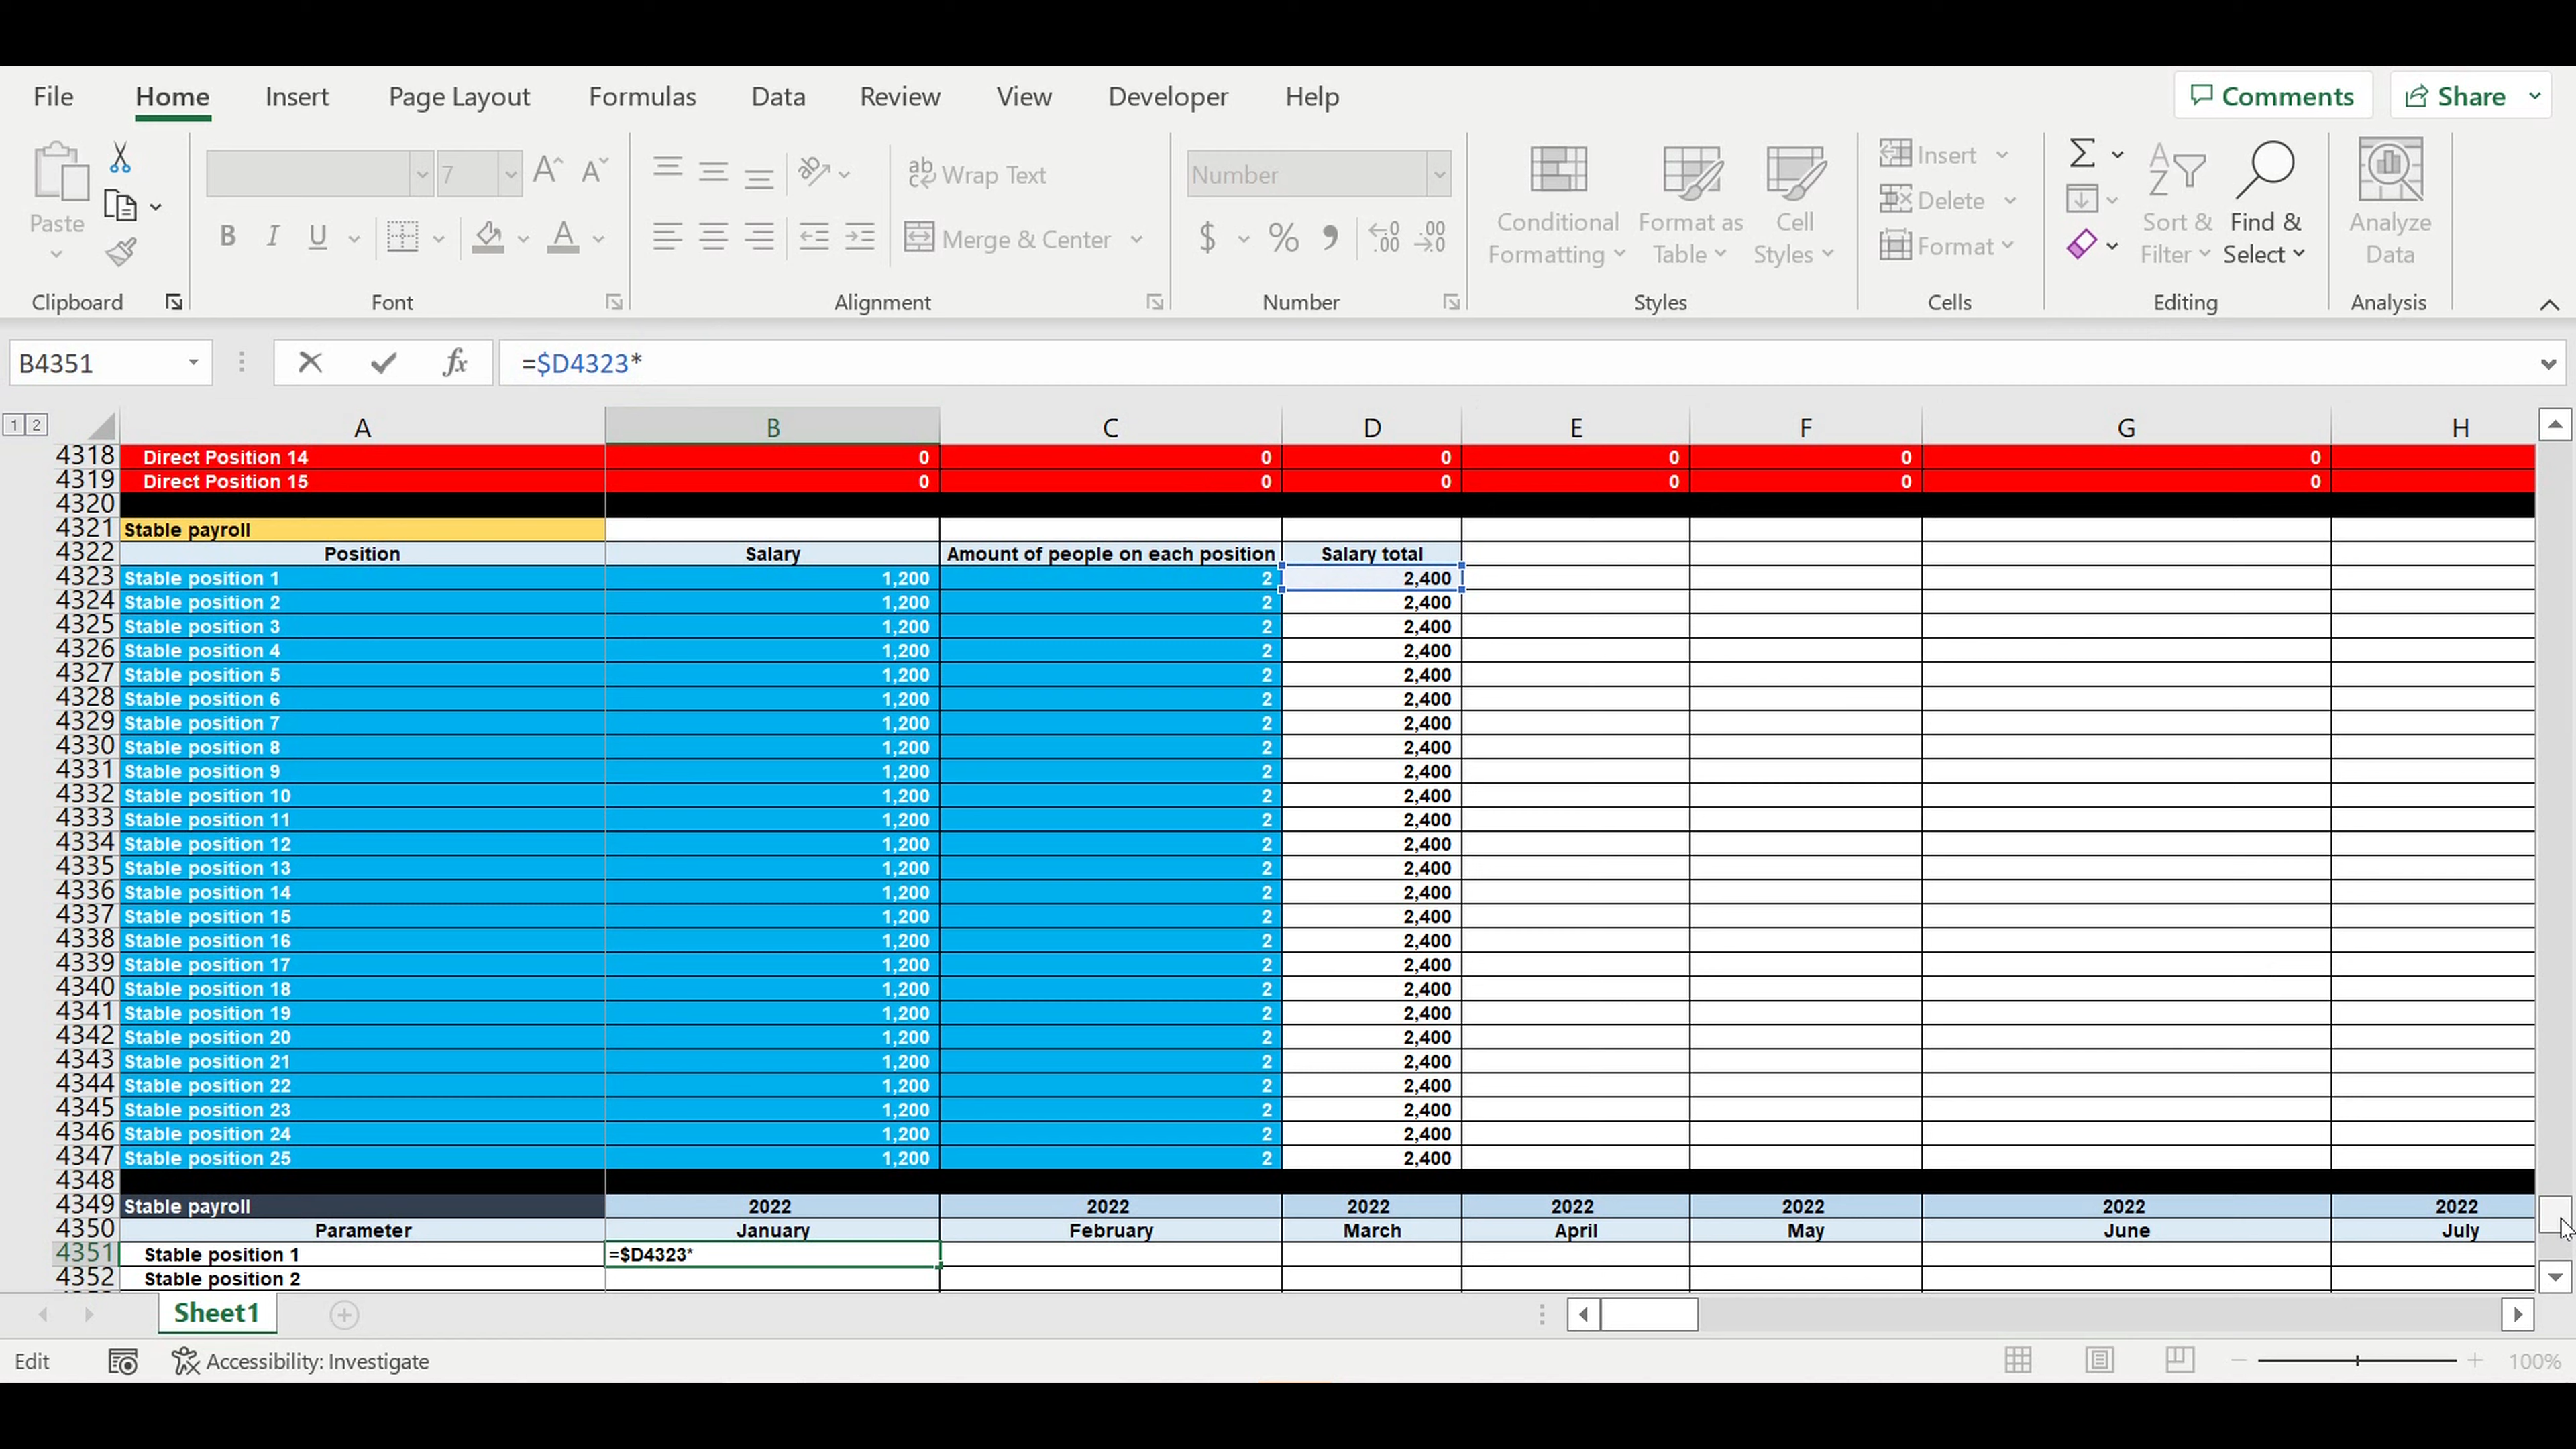 File Home Insert Page Layout Formulas Data Review View Developer Help Comments Share
Paste
Clipboard
7
B I U
Font
Wrap Text
Merge & Center
Alignment
Number
$ % 9
Number
Conditional Formatting
Format as Table
Cell Styles
Styles
Insert
Delete
Format
Cells
Sort & Filter
Find & Select
Editing
Analyze Data
Analysis
B4351 fx =$D4323*
1 2
A B C D E F G H
4318 Direct Position 14 0 0 0 0 0 0
4319 Direct Position 15 0 0 0 0 0 0
4320
4321 Stable payroll
4322 Position Salary Amount of people on each position Salary total
4323 Stable position 1 1,200 2 2,400
4324 Stable position 2 1,200 2 2,400
4325 Stable position 3 1,200 2 2,400
4326 Stable position 4 1,200 2 2,400
4327 Stable position 5 1,200 2 2,400
4328 Stable position 6 1,200 2 2,400
4329 Stable position 7 1,200 2 2,400
4330 Stable position 8 1,200 2 2,400
4331 Stable position 9 1,200 2 2,400
4332 Stable position 10 1,200 2 2,400
4333 Stable position 11 1,200 2 2,400
4334 Stable position 12 1,200 2 2,400
4335 Stable position 13 1,200 2 2,400
4336 Stable position 14 1,200 2 2,400
4337 Stable position 15 1,200 2 2,400
4338 Stable position 16 1,200 2 2,400
4339 Stable position 17 1,200 2 2,400
4340 Stable position 18 1,200 2 2,400
4341 Stable position 19 1,200 2 2,400
4342 Stable position 20 1,200 2 2,400
4343 Stable position 21 1,200 2 2,400
4344 Stable position 22 1,200 2 2,400
4345 Stable position 23 1,200 2 2,400
4346 Stable position 24 1,200 2 2,400
4347 Stable position 25 1,200 2 2,400
4348
4349 Stable payroll 2022 2022 2022 2022 2022 2022 2022
4350 Parameter January February March April May June July
4351 Stable position 1 =$D4323*
4352 Stable position 2
Sheet1
Edit Accessibility: Investigate 100%